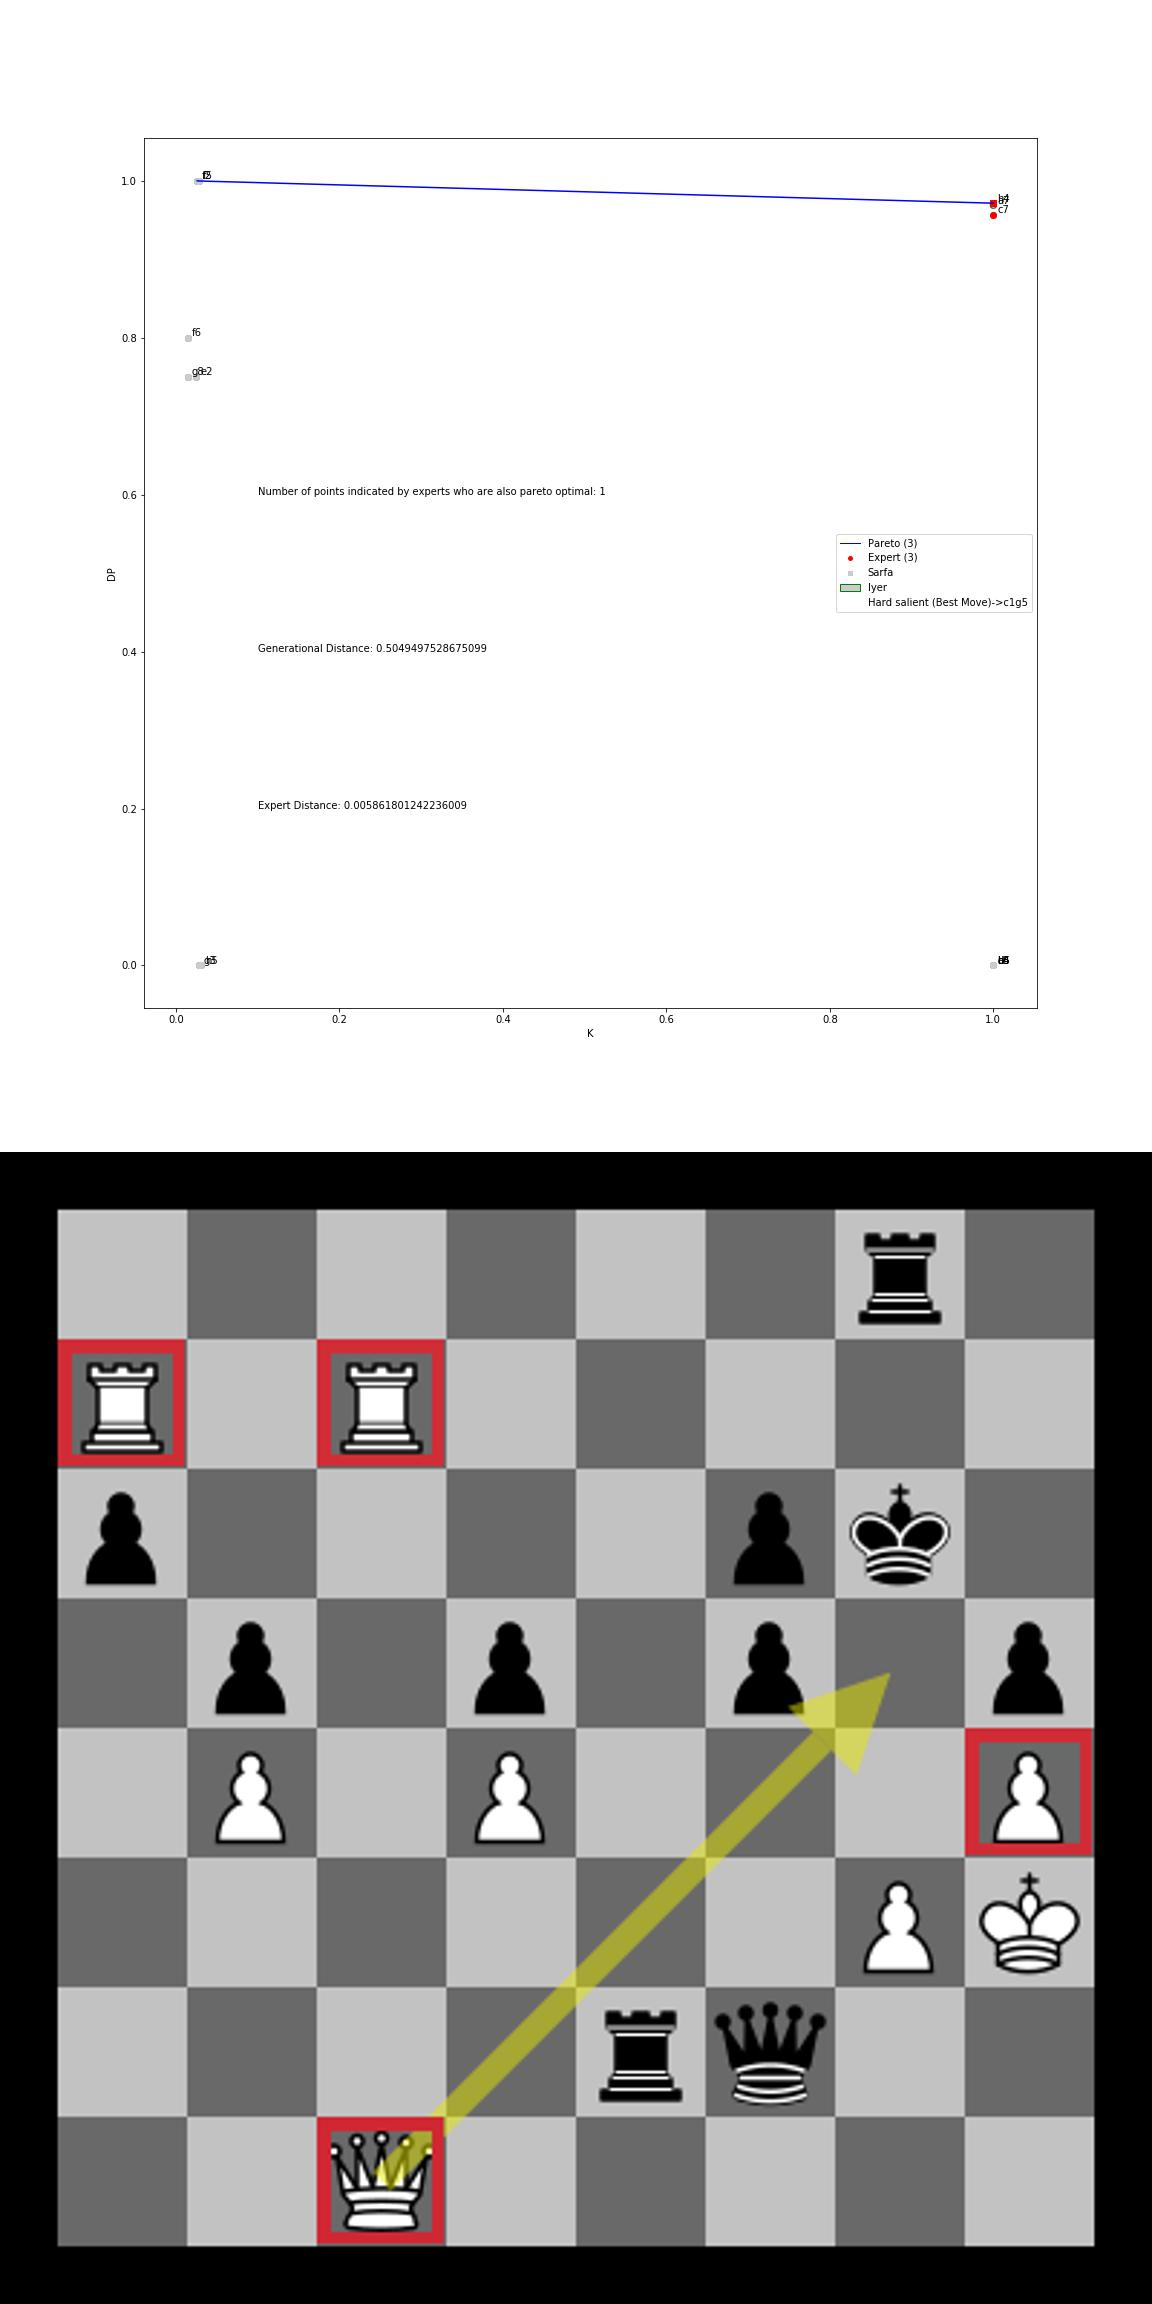 1.0
c7
0.8
f6
0.6
Number of points indicated by experts who are also pareto optimal: 1
Pareto (3)
Expert (3)
Sarfa
Iyer
Hard salient (Best Move)->c1g5
DP
0.4
Generational Distance: 0.5049497528675099
0.2
Expert Distance: 0.005861801242236009
0.0
0.0
0.2
0.4
0.6
0.8
1.0
K